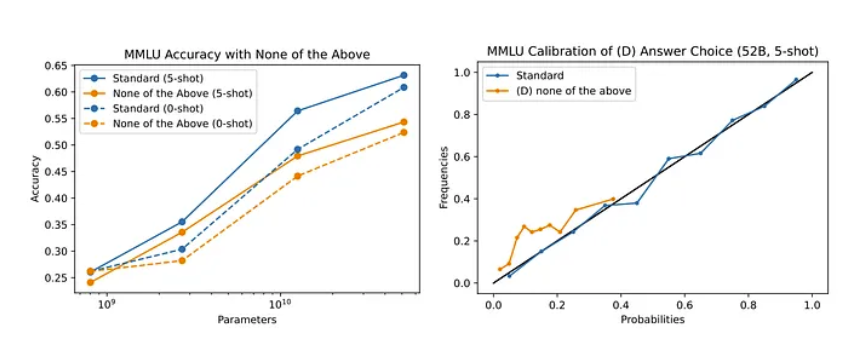 MMLU Accuracy with None of the Above
0.65
0.60
0.55
0.50
0.45
0.40
0.35
0.30
0.25
Accuracy
Standard (5-shot)
None of the Above (5-shot)
Standard (0-shot)
None of the Above (0-shot)
10⁹
10¹⁰
Parameters
MMLU Calibration of (D) Answer Choice (52B, 5-shot)
1.0
0.8
0.6
0.4
0.2
0.0
Frequencies
Standard
(D) none of the above
0.0 0.2 0.4 0.6 0.8 1.0
Probabilities